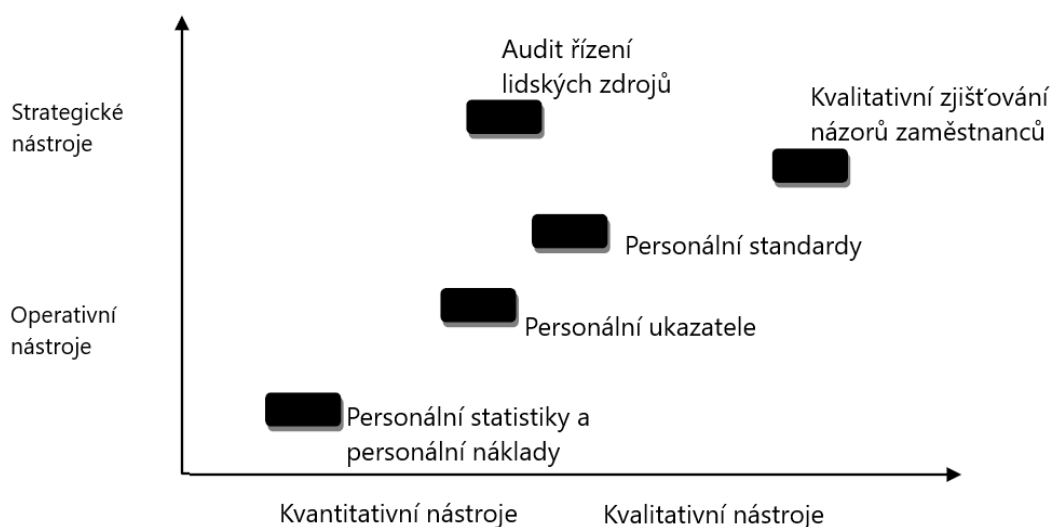 Audit řízení
lidských zdrojů
Strategické
nástroje
Kvalitativní zjišťování
názorů zaměstnanců
Personální standardy
Operativní
nástroje
Personální ukazatele
Personální statistiky a
personální náklady
Kvantitativní nástroje
Kvalitativní nástroje